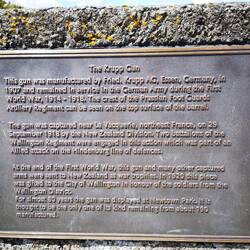 The Krupp Gun
This gun was manufactured by Fried. Krupp AG, Essen, Germany, in
1907 and remained in service in the German Army during the First
World War, 1914 - 1918. The crest of the Prussian Foot Guards
Artillery Regiment can be seen on the top surface of the barrel.
The gun was captured near La Vacquerie, northeast France, on 29
September 1918 by the New Zealand Division. Two battalions of the
Wellington Regiment were engaged in this action which was part of an
Allied attack on the Hindenburg line of defences.
At the end of the First World War, this gun and many other captured
arms were sent to New Zealand as war trophies. In 1920 this piece
was gifted to the City of Wellington in honour of the soldiers from the
Wellington District.
For almost 60 years the gun was displayed at Newtown Park. It is
thought to be the only one of its kind remaining from about
manufactured.